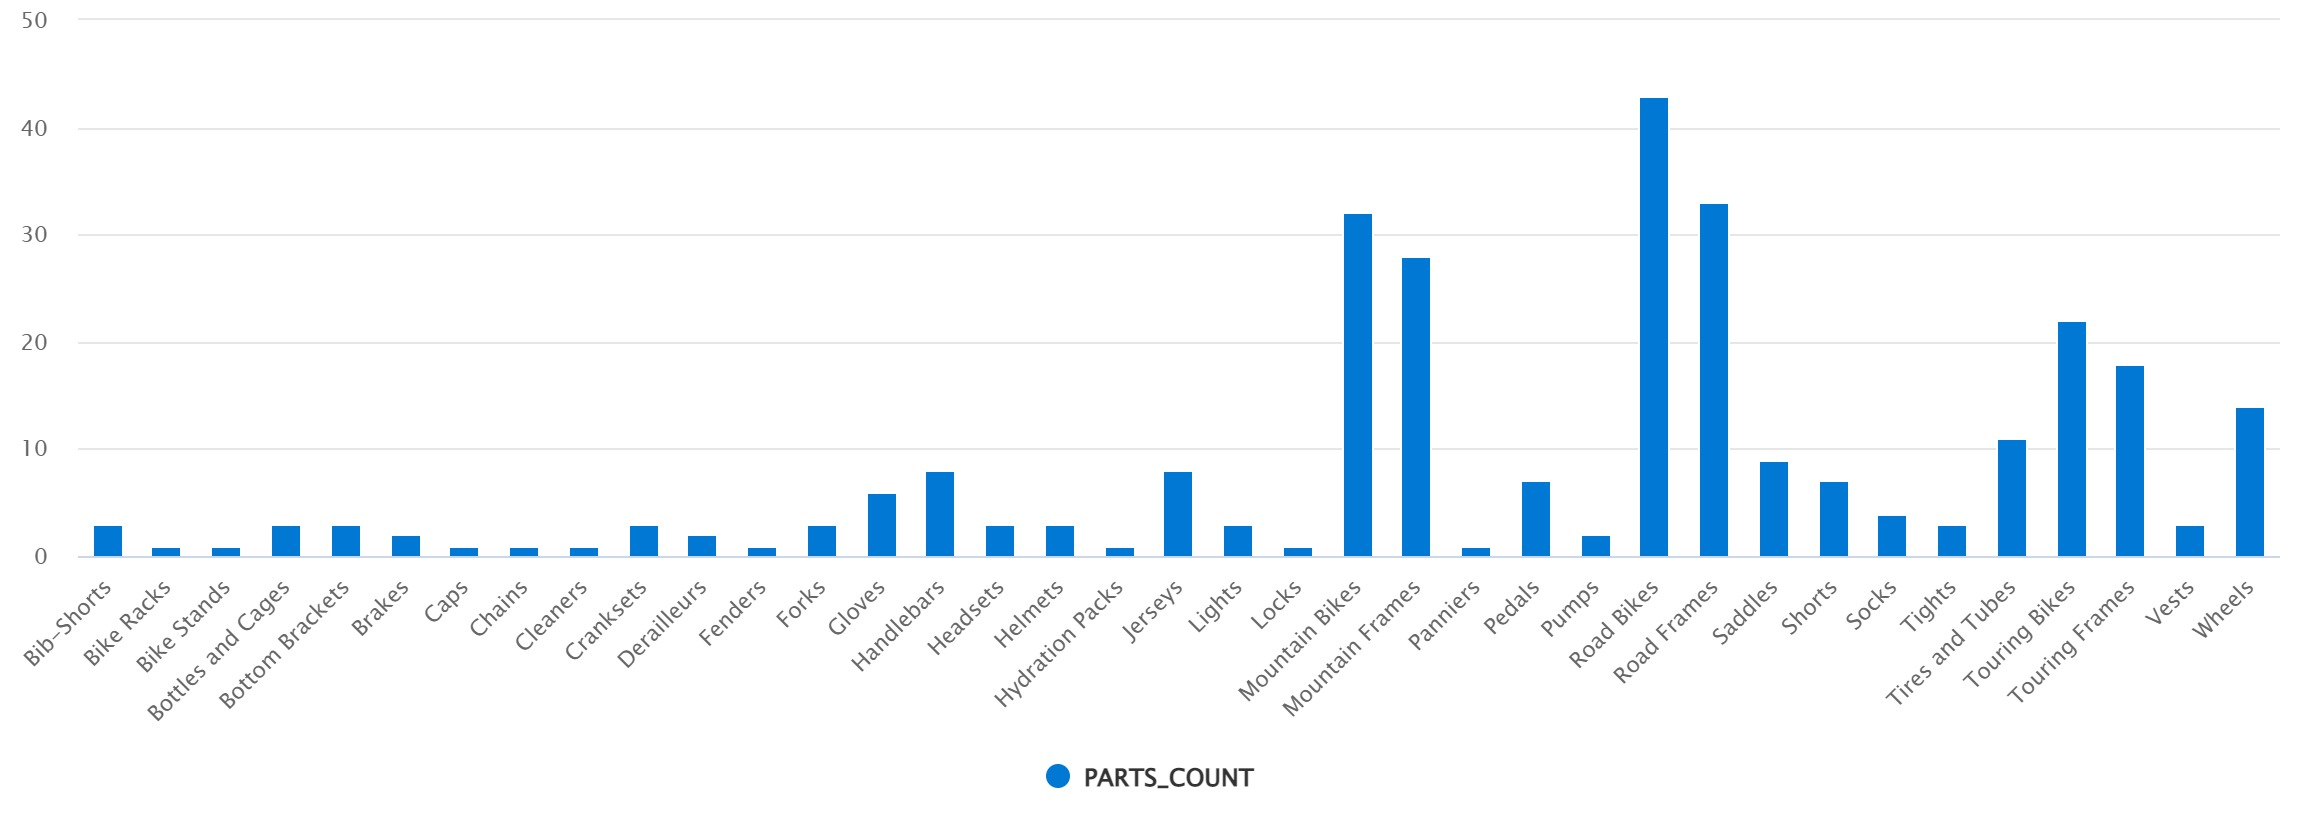 50
40
30
20
10
0
Bib-Shorts
Bike Racks
Bike Stands
Bottles and Cages
Bottom Brackets
Brakes
Caps
Chains
Cleaners
Cranksets
Derailleurs
Fenders
Forks
Gloves
Handlebars
Headsets
Helmets
Hydration Packs
Jerseys
Lights
Locks
Mountain Bikes
Mountain Frames
Panniers
Pedals
Pumps
Road Bikes
Road Frames
Saddles
Shorts
Socks
Tights
Tires and Tubes
Touring Bikes
Touring Frames
Vests
Wheels
PARTS_COUNT